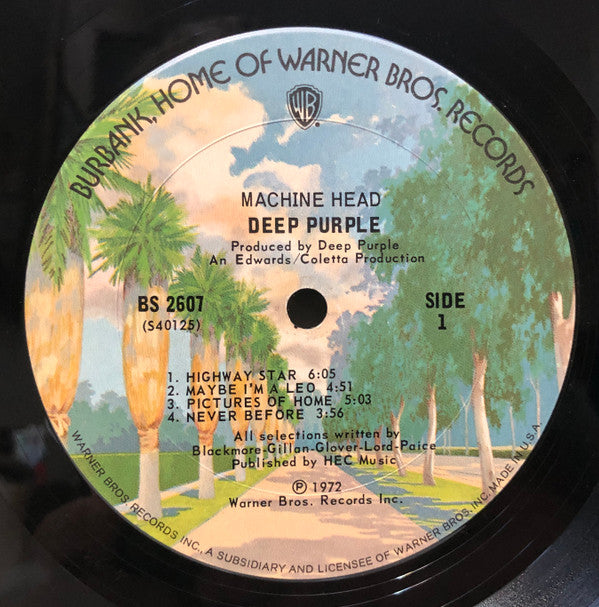 BURBANK, HOME OF WARNER BROS. RECORDS
WB
MACHINE HEAD
DEEP PURPLE
Produced by Deep Purple
An Edwards/Coletta Production
BS 2607
(S40125)
SIDE
1
1. HIGHWAY STAR 6:05
2. MAYBE I'M A LEO 4:51
3. PICTURES OF HOME 5:03
4. NEVER BEFORE 3:56
All selections written by
Blackmore-Gillan-Glover-Lord-Paice
Published by HEC Music
℗ 1972
Warner Bros. Records Inc.
WARNER BROS. RECORDS INC., A SUBSIDIARY AND LICENSEE OF WARNER BROS. INC. MADE IN U.S.A.